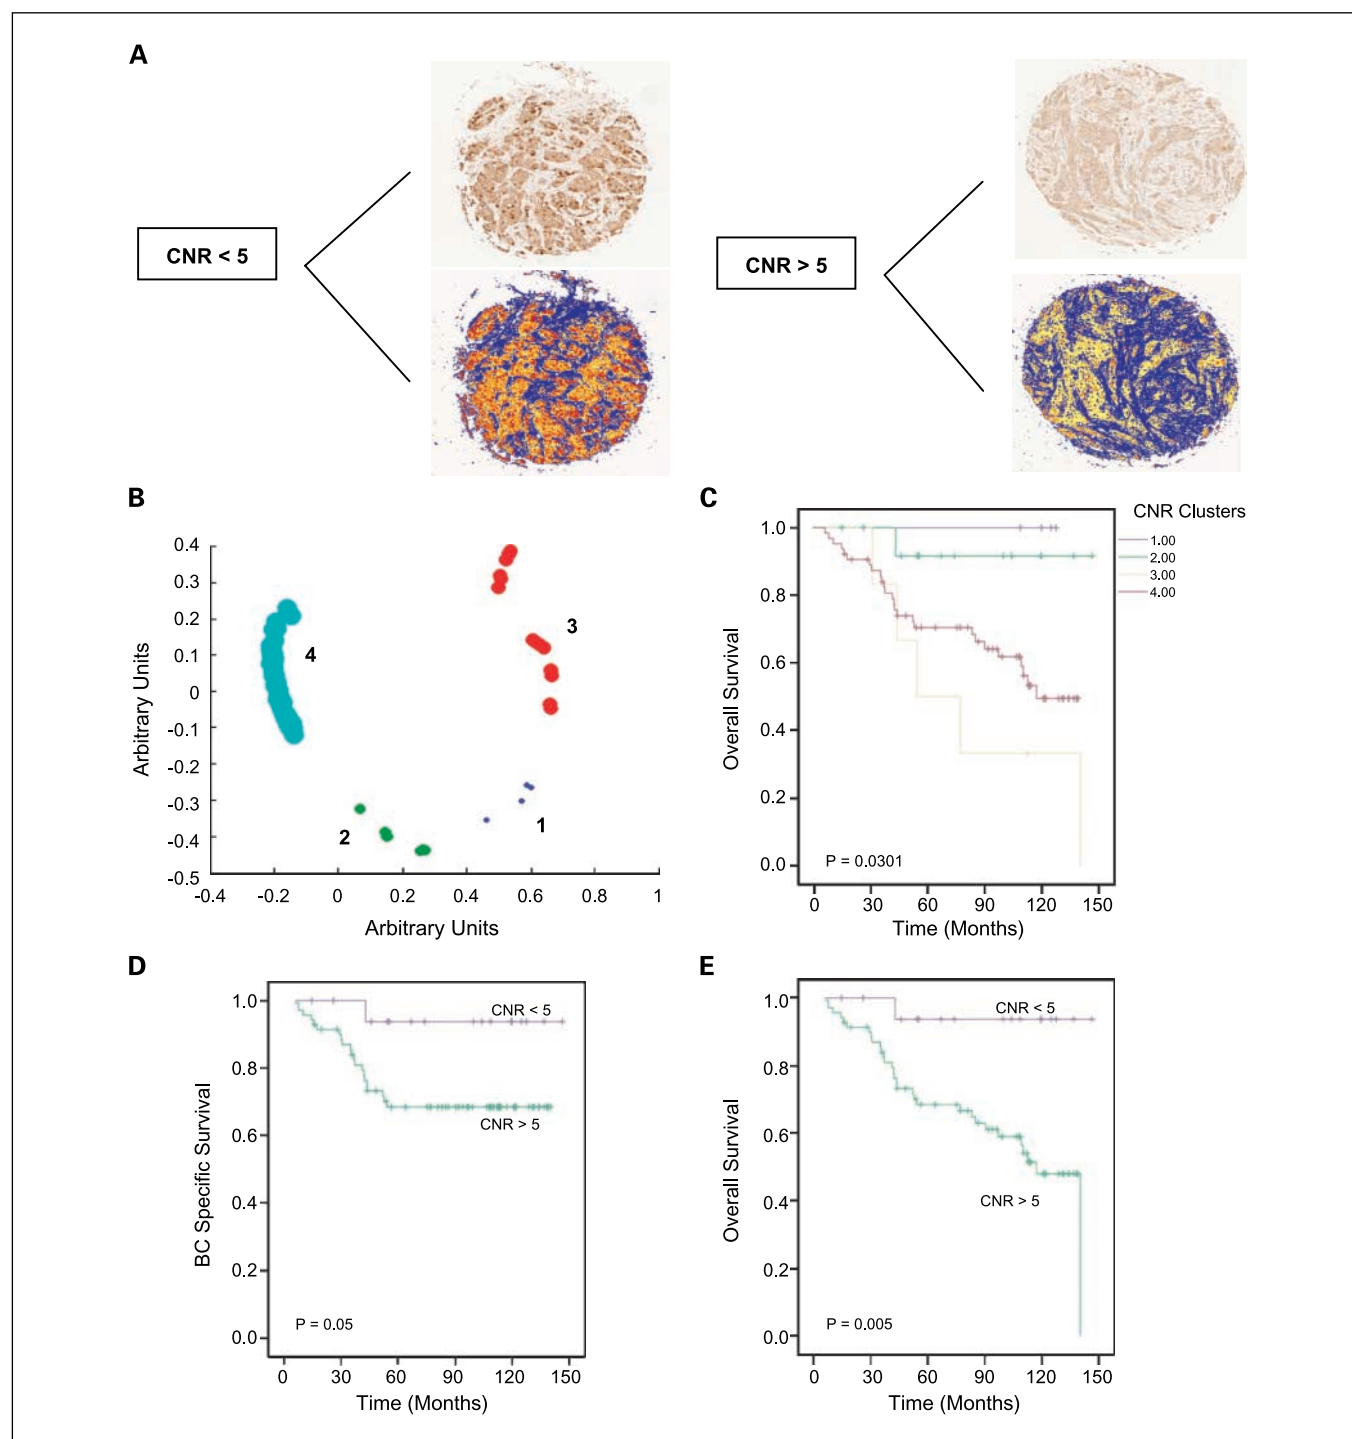 A
CNR < 5
CNR > 5
B
0.4
0.3
0.2
0.1
0
-0.1
-0.2
-0.3
-0.4
-0.5
Arbitrary Units
-0.4
-0.2
0
0.2
0.4
0.6
0.8
1
Arbitrary Units
4
3
2
1
C
CNR Clusters
1.00
2.00
3.00
4.00
1.0
0.8
0.6
0.4
0.2
0.0
Overall Survival
P = 0.0301
0 30 60 90 120 150
Time (Months)
D
1.0
0.8
0.6
0.4
0.2
0.0
BC Specific Survival
CNR < 5
CNR > 5
P = 0.05
0 30 60 90 120 150
Time (Months)
E
1.0
0.8
0.6
0.4
0.2
0.0
Overall Survival
CNR < 5
CNR > 5
P = 0.005
0 30 60 90 120 150
Time (Months)